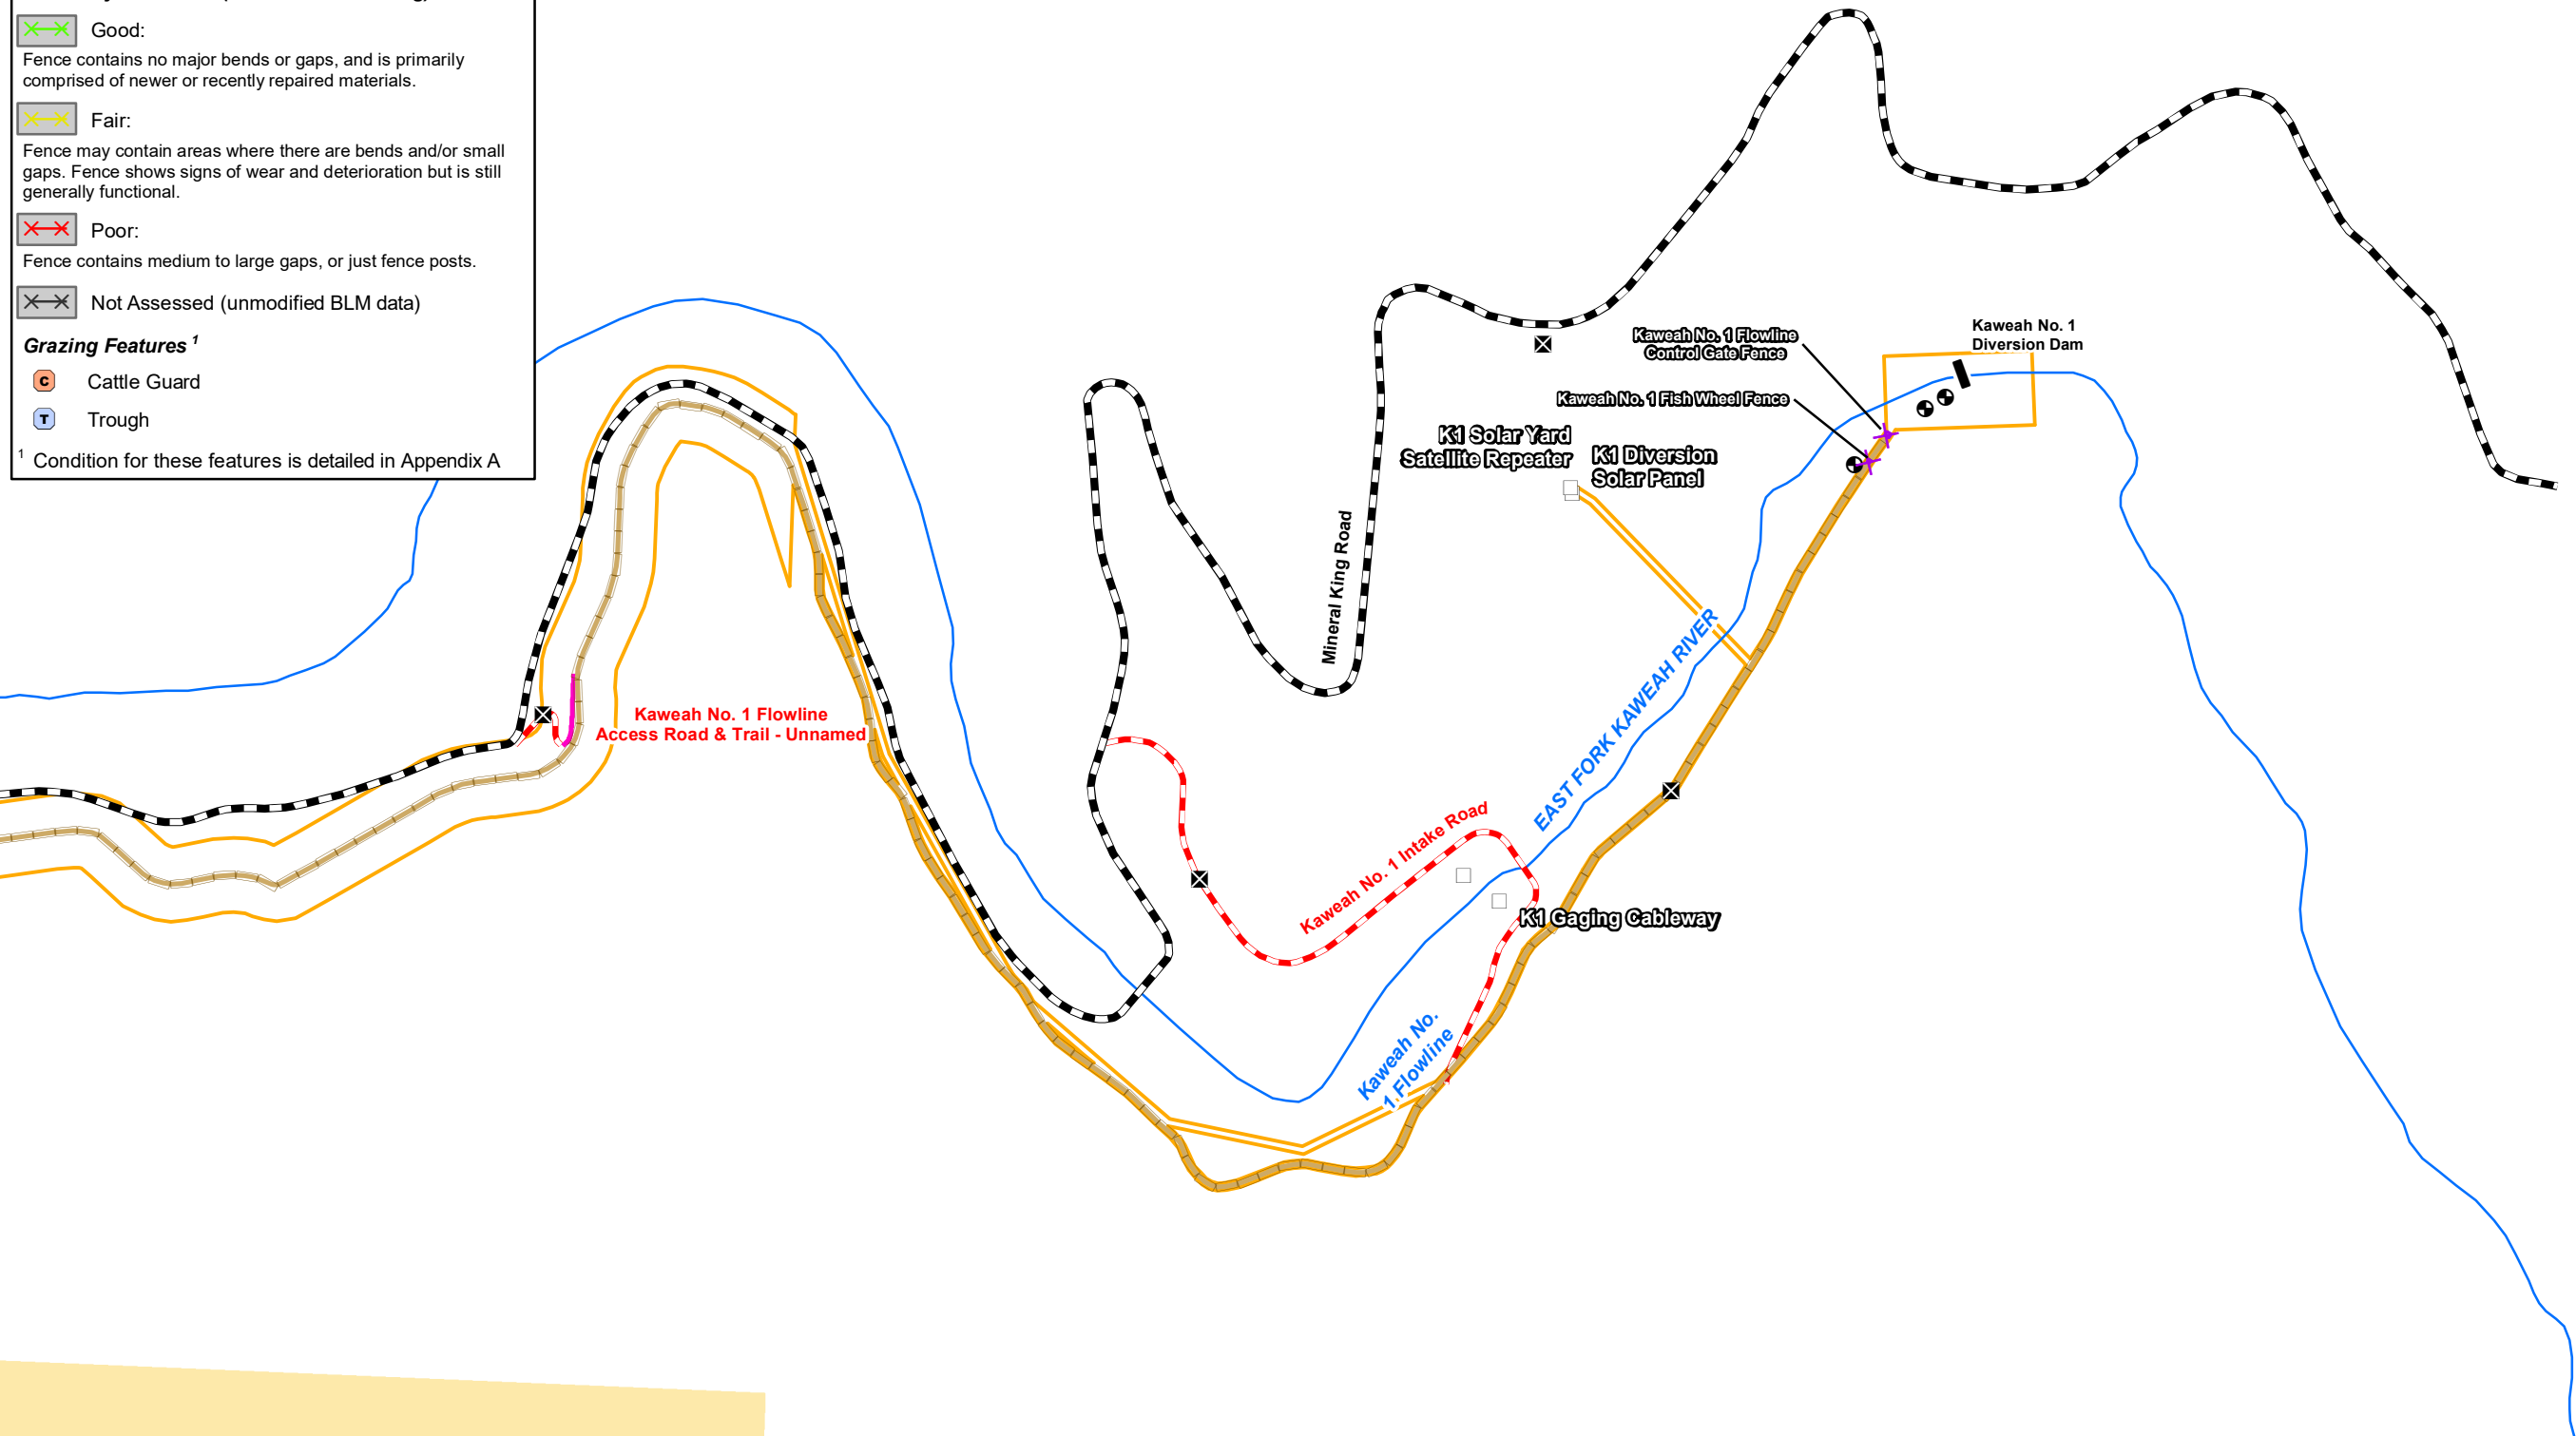 Good:
Fence contains no major bends or gaps, and is primarily
comprised of newer or recently repaired materials.
Fair:
Fence may contain areas where there are bends and/or small
gaps. Fence shows signs of wear and deterioration but is still
generally functional.
Poor:
Fence contains medium to large gaps, or just fence posts.
Not Assessed (unmodified BLM data)
Grazing Features 1
C Cattle Guard
T Trough
1 Condition for these features is detailed in Appendix A
Kaweah No. 1 Flowline
Access Road & Trail - Unnamed
Mineral King Road
Kaweah No. 1 Flowline
Control Gate Fence
Kaweah No. 1
Diversion Dam
Kaweah No. 1 Fish Wheel Fence
K1 Solar Yard
Satellite Repeater
K1 Diversion
Solar Panel
EAST FORK KAWEAH RIVER
Kaweah No. 1 Intake Road
K1 Gaging Cableway
Kaweah No.
1 Flowline